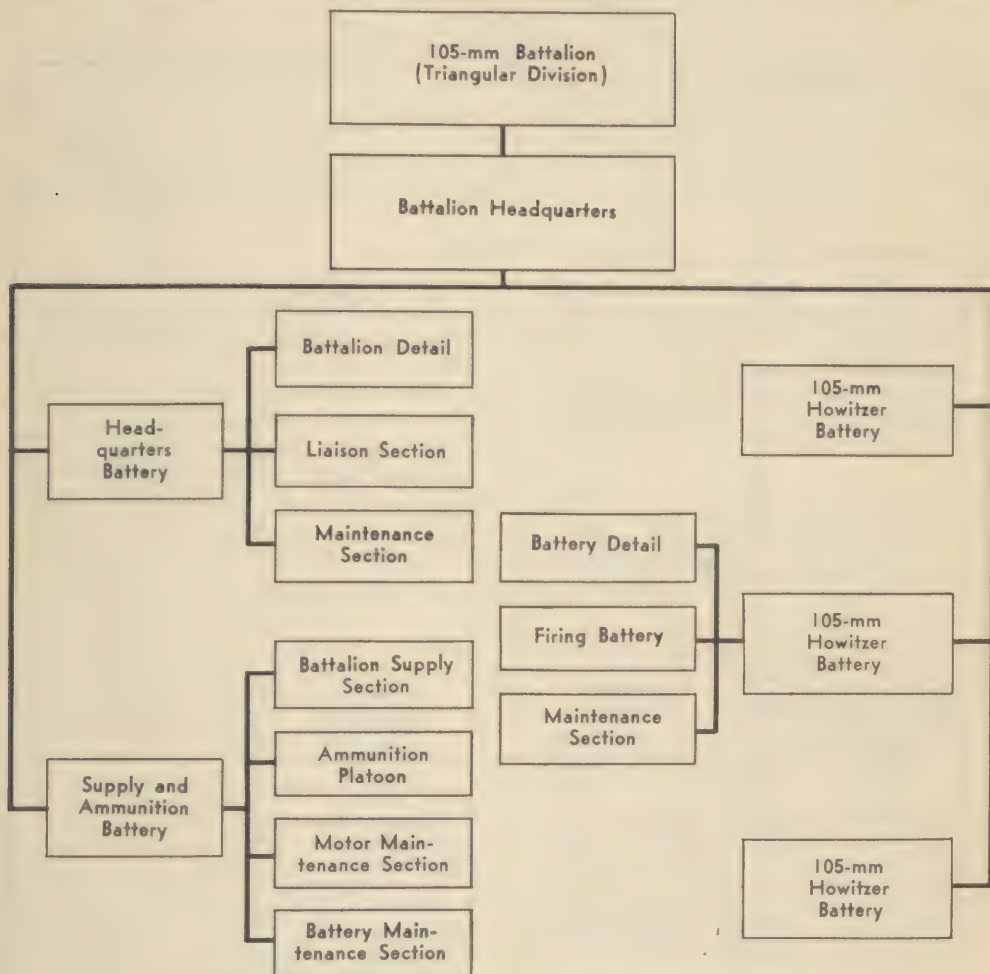 105-mm Battalion
(Triangular Division)
Battalion Headquarters
Battalion Detail
Head-
quarters
Battery
Liaison Section
Maintenance
Section
105-mm
Howitzer
Battery
Battery Detail
Firing Battery
Maintenance
Section
105-mm
Howitzer
Battery
Battalion Supply
Section
Ammunition
Platoon
Supply and
Ammunition
Battery
Motor Main-
tenance Section
Battery Main-
tenance Section
105-mm
Howitzer
Battery